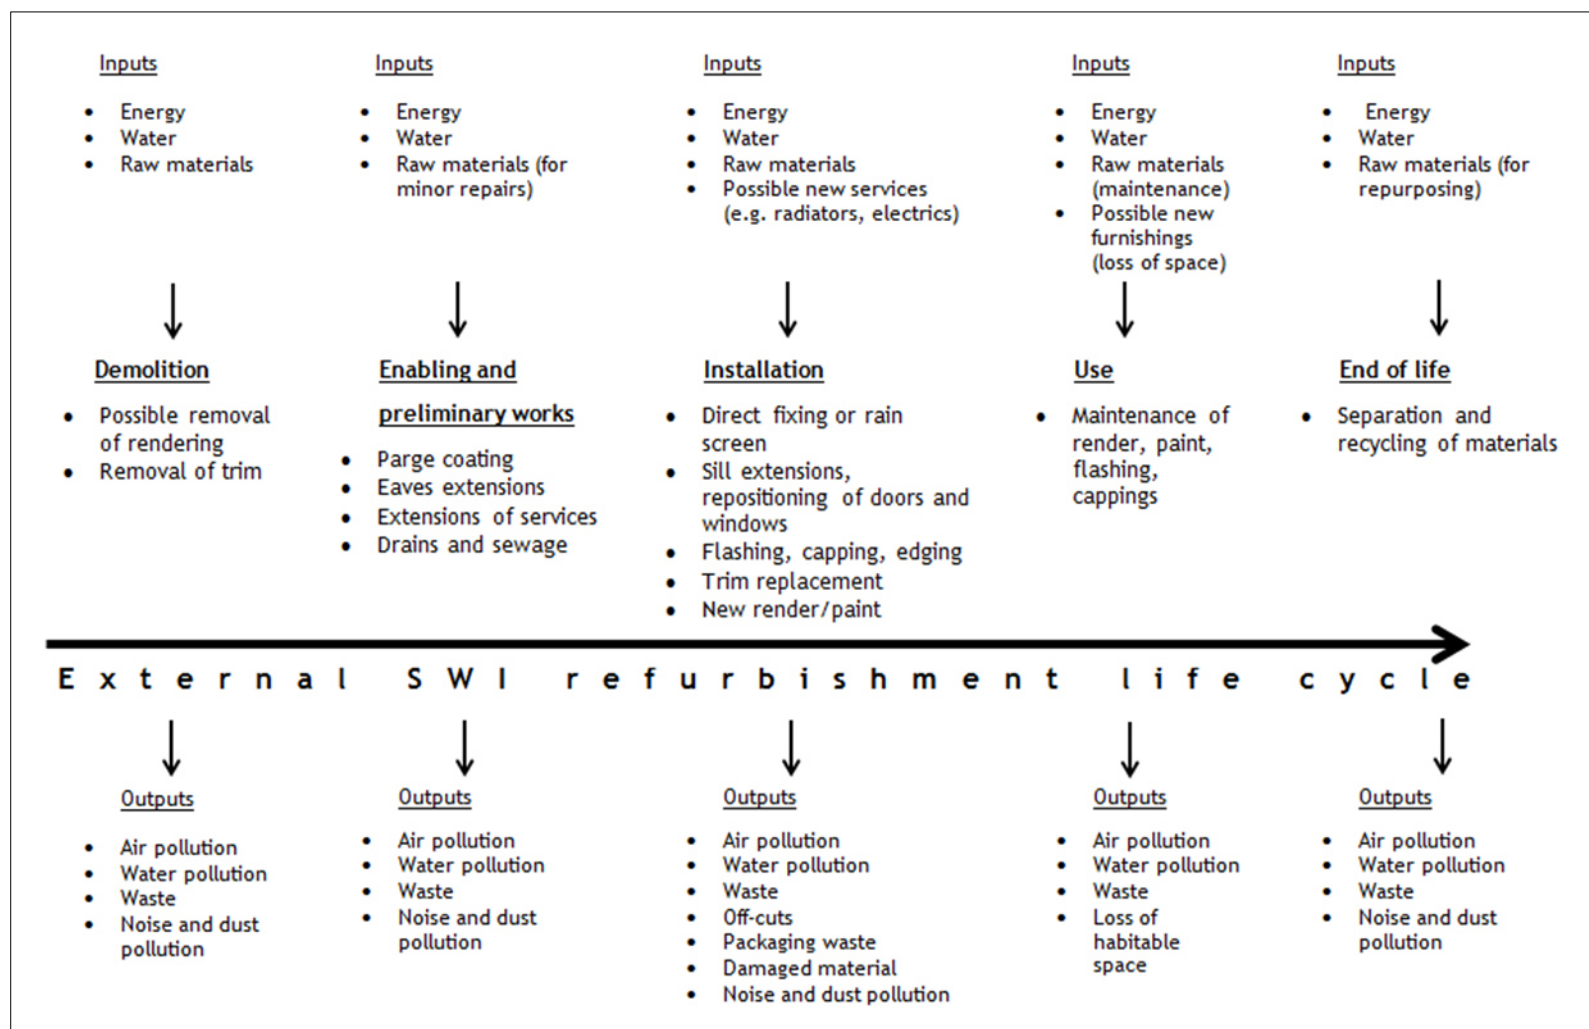 Inputs
• Energy
• Water
• Raw materials
Inputs
• Energy
• Water
• Raw materials (for
minor repairs)
Inputs
• Energy
• Water
• Raw materials
• Possible new services
(e.g. radiators, electrics)
Inputs
• Energy
• Water
• Raw materials
(maintenance)
• Possible new
furnishings
(loss of space)
Inputs
• Energy
• Water
• Raw materials (for
repurposing)
Demolition
• Possible removal
of rendering
• Removal of trim
Enabling and
preliminary works
• Parge coating
• Eaves extensions
• Extensions of services
• Drains and sewage
Installation
• Direct fixing or rain
screen
• Sill extensions,
repositioning of doors and
windows
• Flashing, capping, edging
• Trim replacement
• New render/paint
Use
• Maintenance of
render, paint,
flashing,
cappings
End of life
• Separation and
recycling of materials
External SWI refurbishment life cycle
Outputs
• Air pollution
• Water pollution
• Waste
• Noise and dust
pollution
Outputs
• Air pollution
• Water pollution
• Waste
• Noise and dust
pollution
Outputs
• Air pollution
• Water pollution
• Waste
• Off-cuts
• Packaging waste
• Damaged material
• Noise and dust pollution
Outputs
• Air pollution
• Water pollution
• Waste
• Loss of
habitable
space
Outputs
• Air pollution
• Water pollution
• Waste
• Noise and dust
pollution